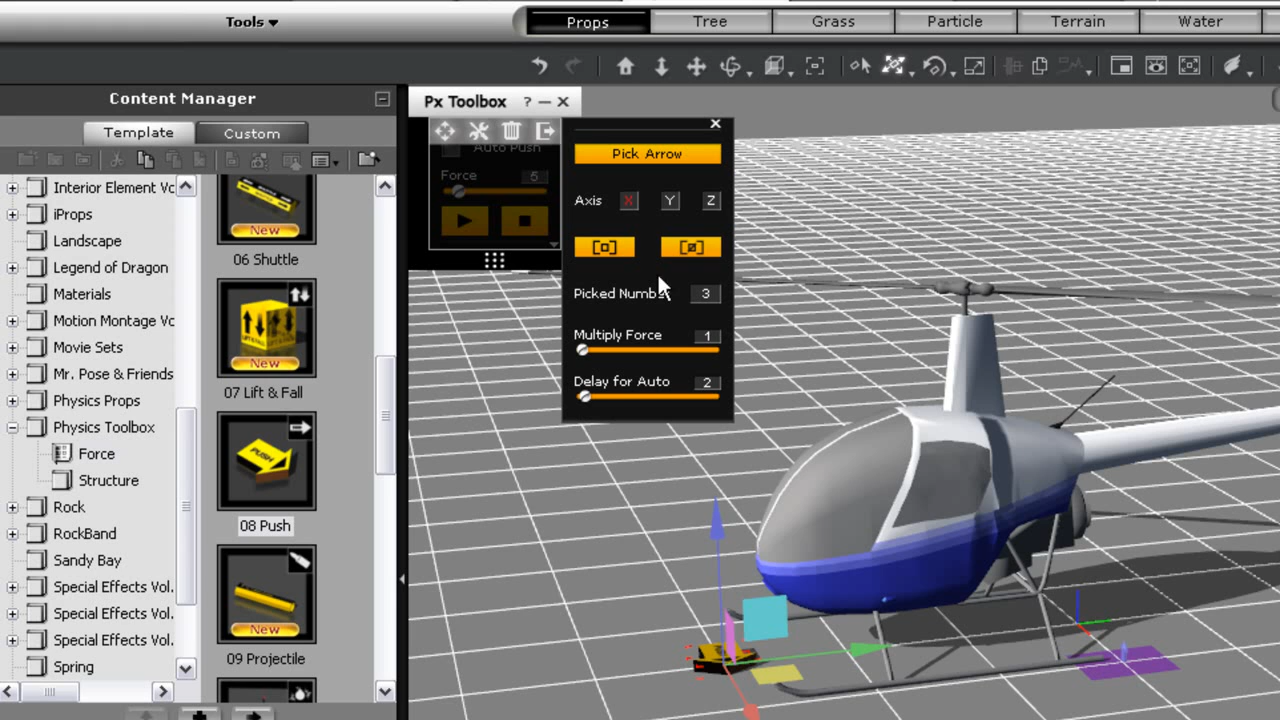 Tools
Props
Tree
Grass
Particle
Terrain
Water
Content Manager
Template
Custom
Interior Element Vc
iProps
Landscape
Legend of Dragon
Materials
Motion Montage Vc
Movie Sets
Mr. Pose & Friends
Physics Props
Physics Toolbox
Force
Structure
Rock
RockBand
Sandy Bay
Special Effects Vol.
Special Effects Vol.
Special Effects Vol.
Spring
New
06 Shuttle
New
07 Lift & Fall
PUSH
08 Push
New
09 Projectile
Px Toolbox ?
Auto Push
Force 5
Pick Arrow
Axis X Y Z
Picked Number 3
Multiply Force 1
Delay for Auto 2